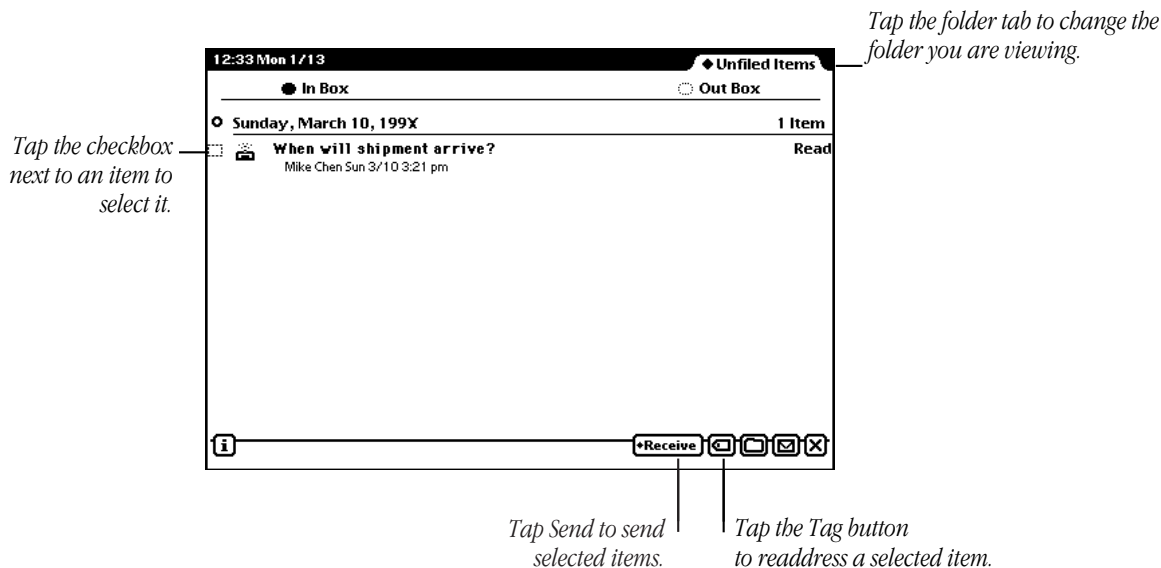 Tap the folder tab to change the
folder you are viewing.
12:33 Mon 1/13
◆Unfiled Items
In Box
Out Box
Sunday, March 10, 199X
1 Item
Tap the checkbox
next to an item to
select it.
When will shipment arrive?
Read
Mike Chen Sun 3/10 3:21 pm
i
◆Receive
X
Tap Send to send
selected items.
Tap the Tag button
to readdress a selected item.